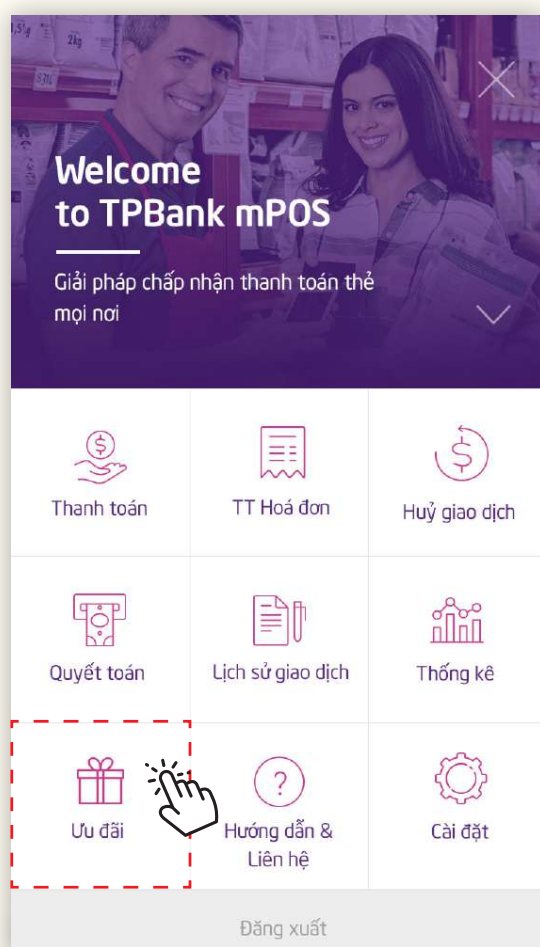 2kg
Welcome
to TPBank mPOS
Giải pháp chấp nhận thanh toán thẻ
mọi nơi
Thanh toán
TT Hoá đơn
Huỷ giao dịch
Quyết toán
Lịch sử giao dịch
Thống kê
Ưu đãi
Hướng dẫn &
Liên hệ
Cài đặt
Đăng xuất